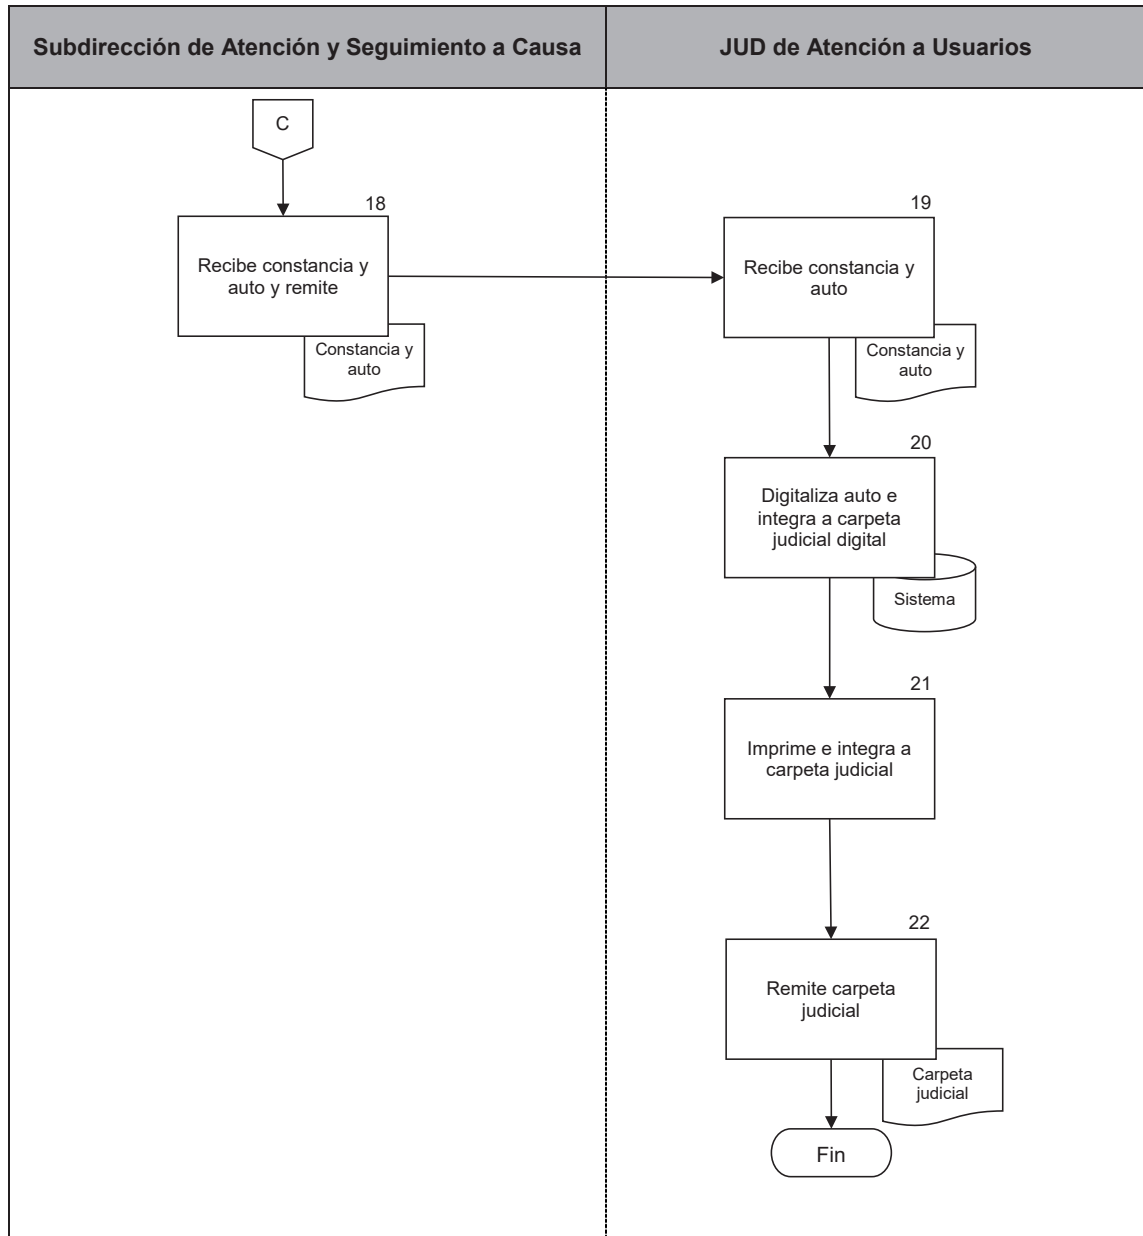 Subdirección de Atención y Seguimiento a Causa
JUD de Atención a Usuarios
C
18
Recibe constancia y
auto y remite
Constancia y
auto
19
Recibe constancia y
auto
Constancia y
auto
20
Digitaliza auto e
integra a carpeta
judicial digital
Sistema
21
Imprime e integra a
carpeta judicial
22
Remite carpeta
judicial
Carpeta
judicial
Fin